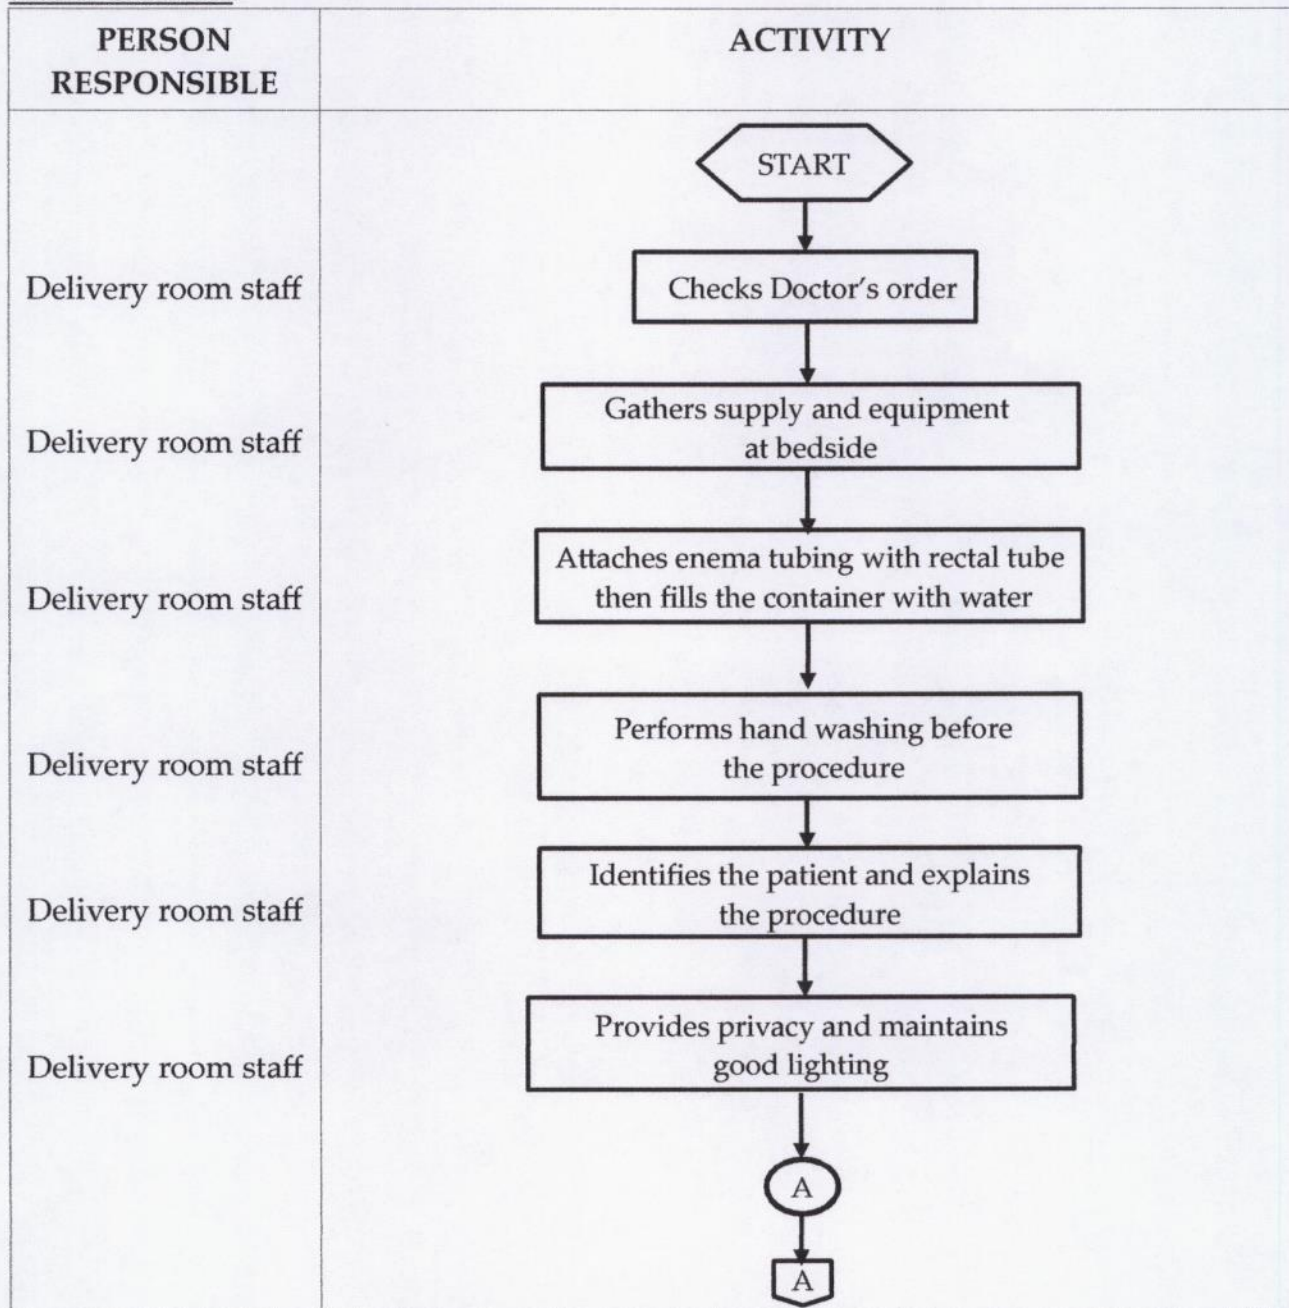 PERSON
RESPONSIBLE
ACTIVITY
START
Delivery room staff
Checks Doctor's order
Delivery room staff
Gathers supply and equipment
at bedside
Delivery room staff
Attaches enema tubing with rectal tube
then fills the container with water
Delivery room staff
Performs hand washing before
the procedure
Delivery room staff
Identifies the patient and explains
the procedure
Delivery room staff
Provides privacy and maintains
good lighting
A
A